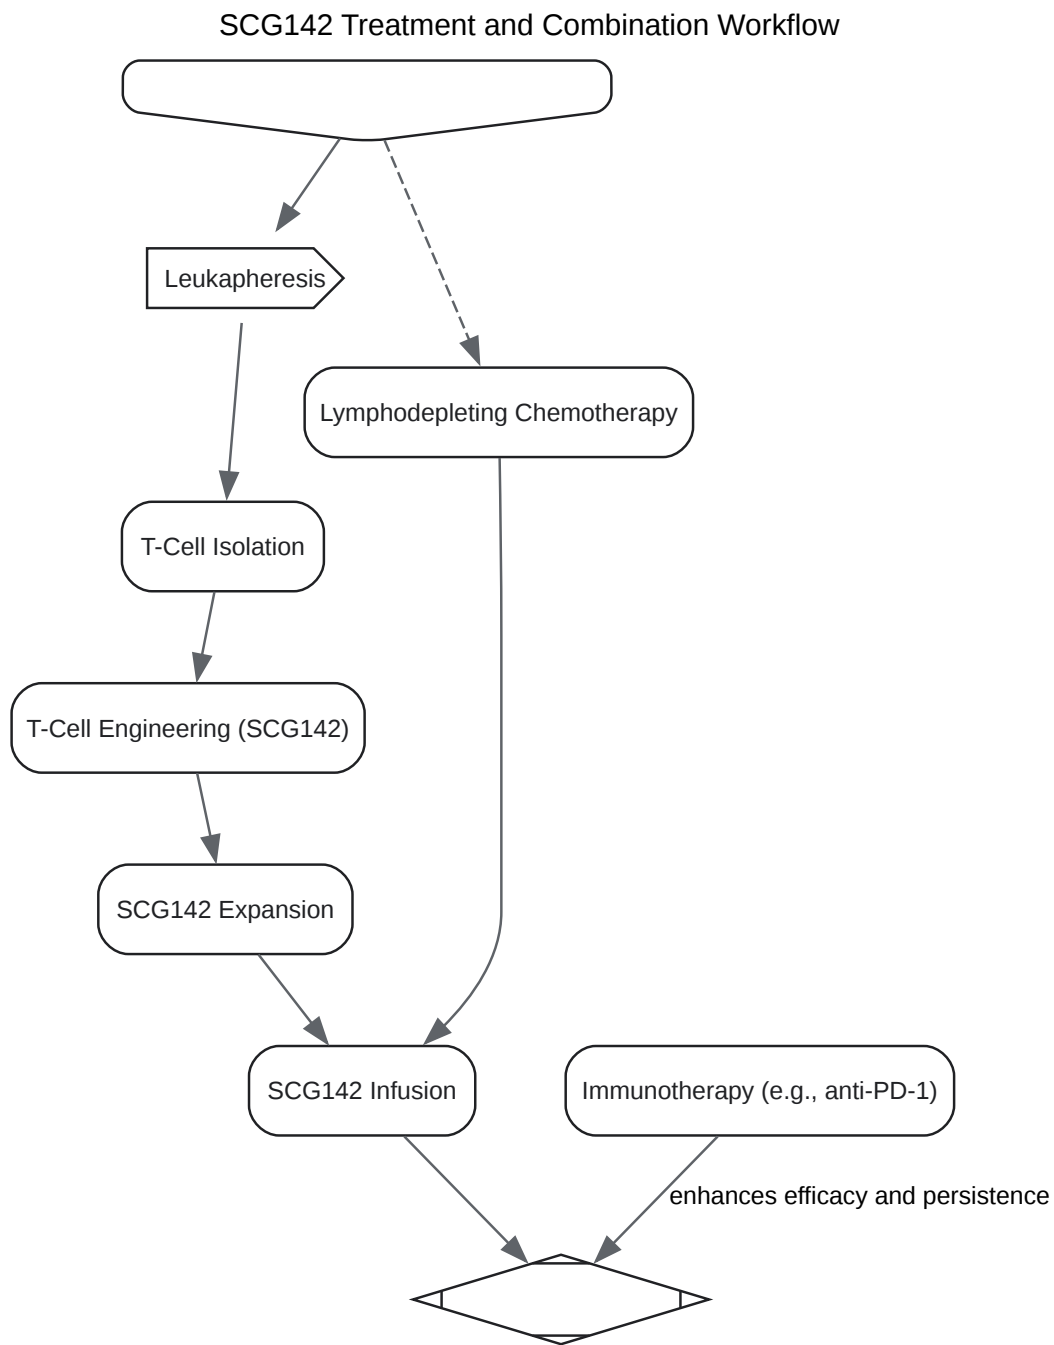 SCG142 Treatment and Combination Workflow
Leukapheresis
Lymphodepleting Chemotherapy
T-Cell Isolation
T-Cell Engineering (SCG142)
SCG142 Expansion
SCG142 Infusion
Immunotherapy (e.g., anti-PD-1)
enhances efficacy and persistence